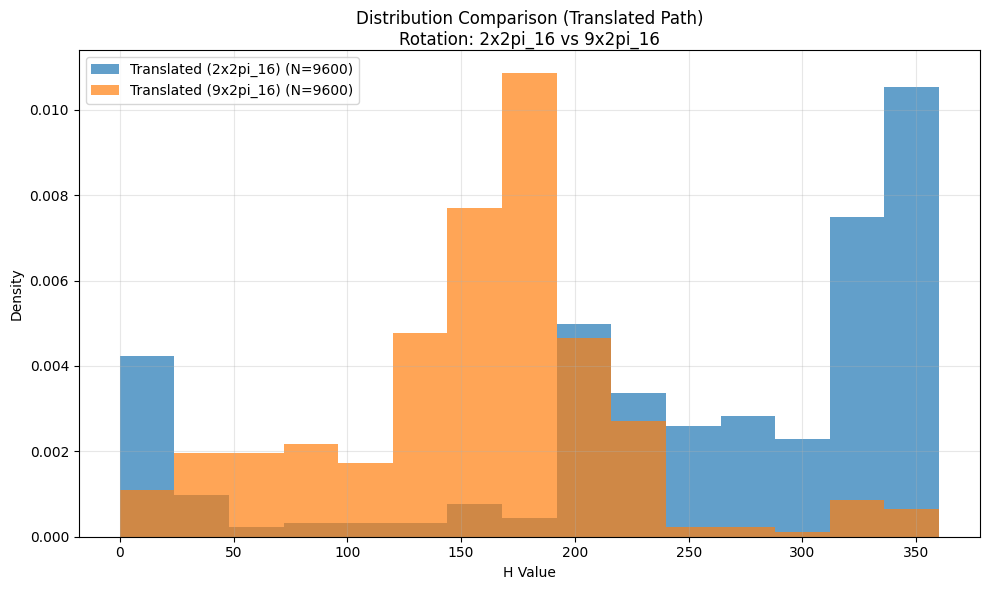 Distribution Comparison (Translated Path)
Rotation: 2x2pi_16 vs 9x2pi_16
Translated (2x2pi_16) (N=9600)
Translated (9x2pi_16) (N=9600)
0.010
0.008
0.006
0.004
0.002
0.000
Density
0 50 100 150 200 250 300 350
H Value